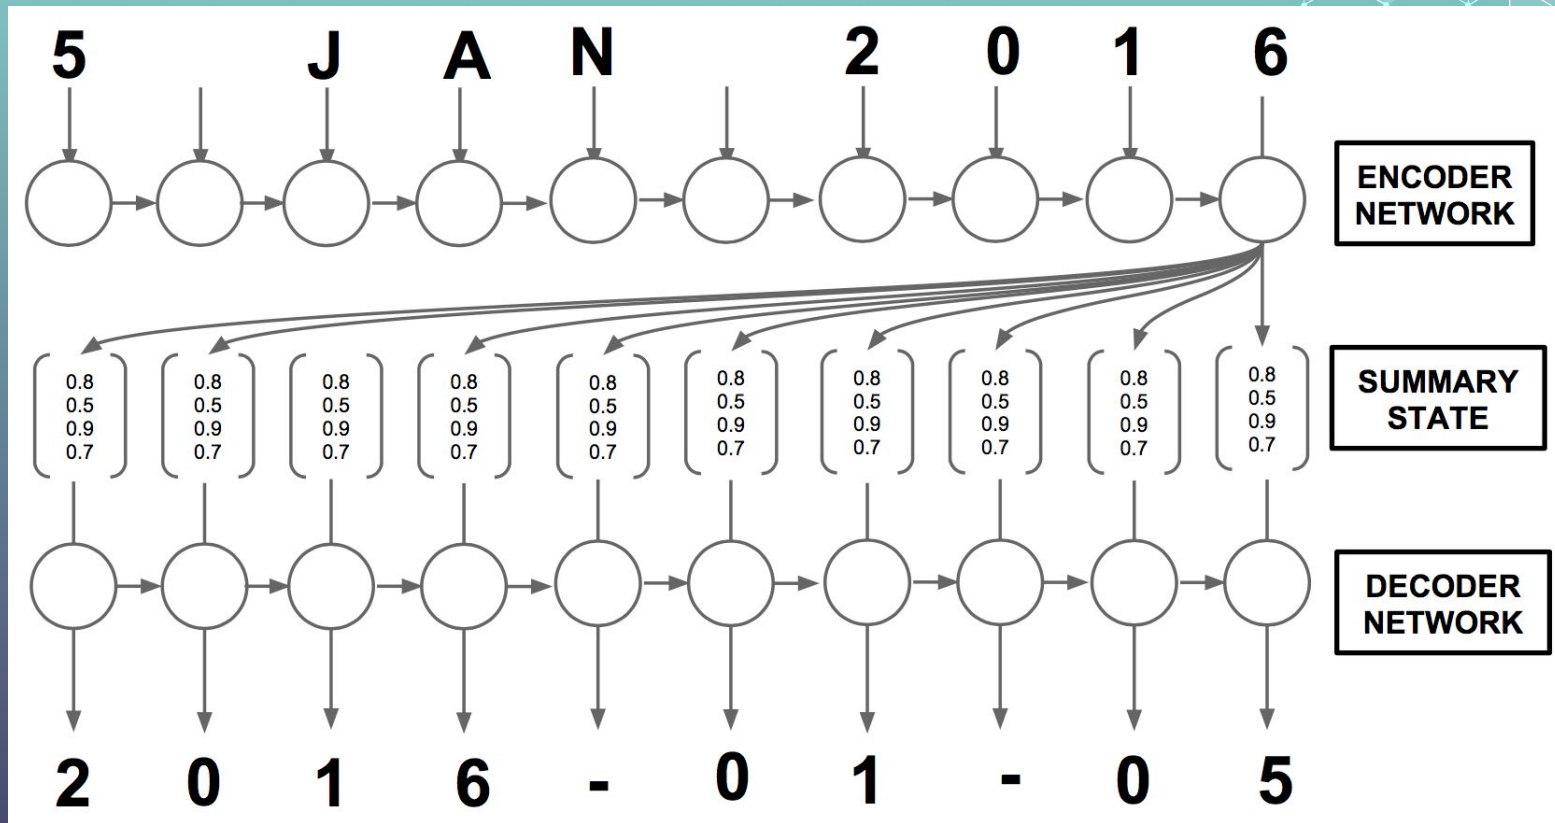 5 J A N 2 0 1 6
ENCODER
NETWORK
0.8 0.8 0.8 0.8 0.8 0.8 0.8 0.8 0.8 0.8
0.5 0.5 0.5 0.5 0.5 0.5 0.5 0.5 0.5 0.5
0.9 0.9 0.9 0.9 0.9 0.9 0.9 0.9 0.9 0.9
0.7 0.7 0.7 0.7 0.7 0.7 0.7 0.7 0.7 0.7
SUMMARY
STATE
DECODER
NETWORK
2 0 1 6 - 0 1 - 0 5